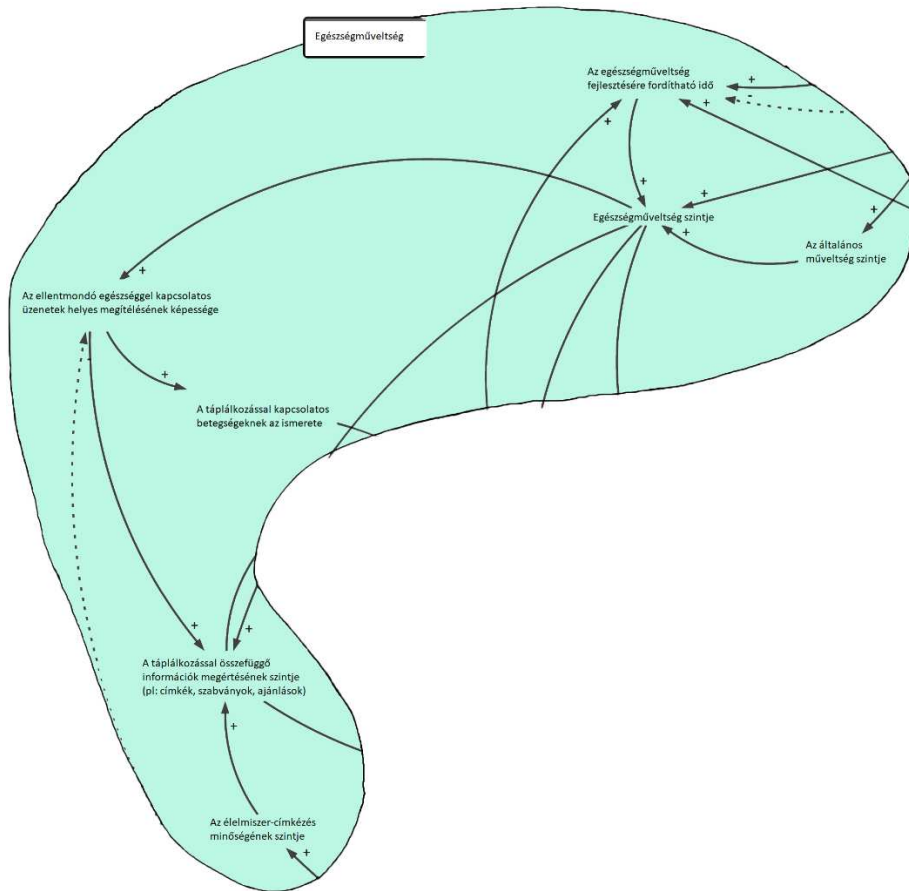 Egészségműveltség
Az egészségműveltség
fejlesztésére fordítható idő
+
-
+
+
+
+
Egészségműveltség szintje
+
+
Az általános
műveltség szintje
+
Az ellentmondó egészséggel kapcsolatos
üzenetek helyes megítélésének képessége
-
+
A táplálkozással kapcsolatos
betegségeknek az ismerete
+
+
A táplálkozással összefüggő
információk megértésének szintje
(pl: címkék, szabványok, ajánlások)
+
Az élelmiszer-címkézés
minőségének szintje
+